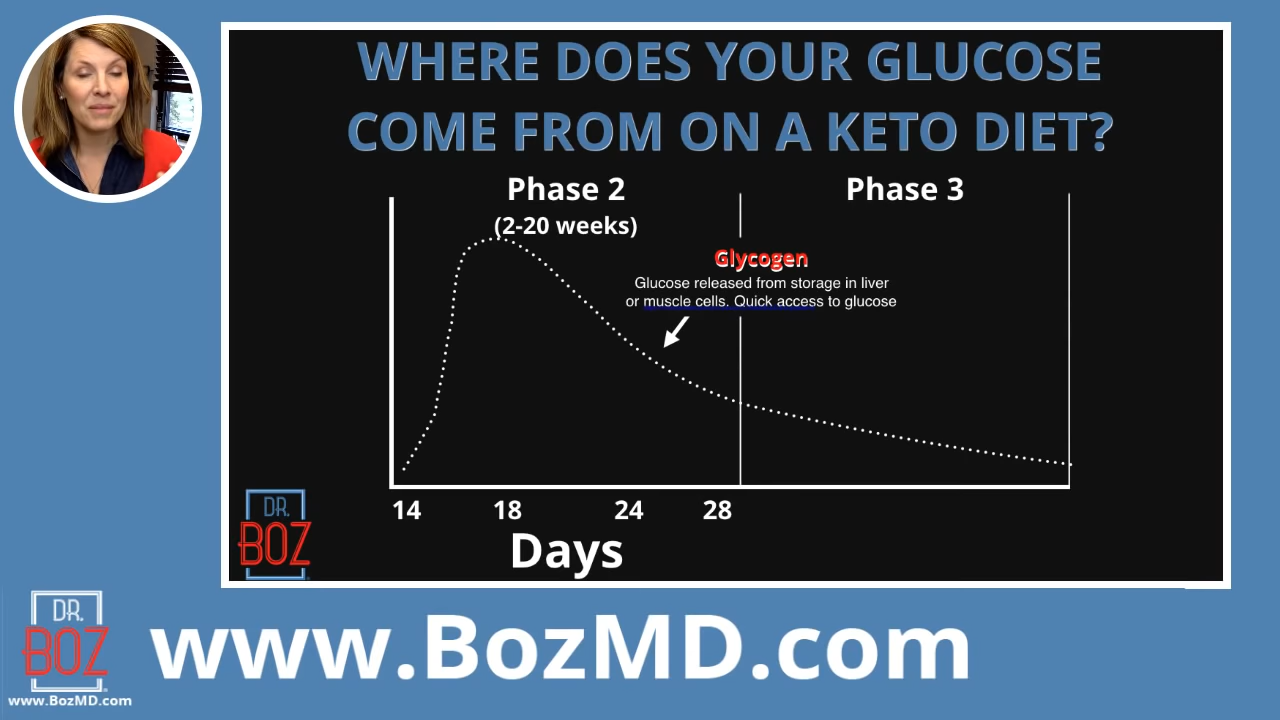 WHERE DOES YOUR GLUCOSE
COME FROM ON A KETO DIET?
Phase 2
(2-20 weeks)
Phase 3
Glycogen
Glucose released from storage in liver
or muscle cells. Quick access to glucose
14 18 24 28
Days
DR.
BOZ
DR.
BOZ
www.BozMD.com
www.BozMD.com